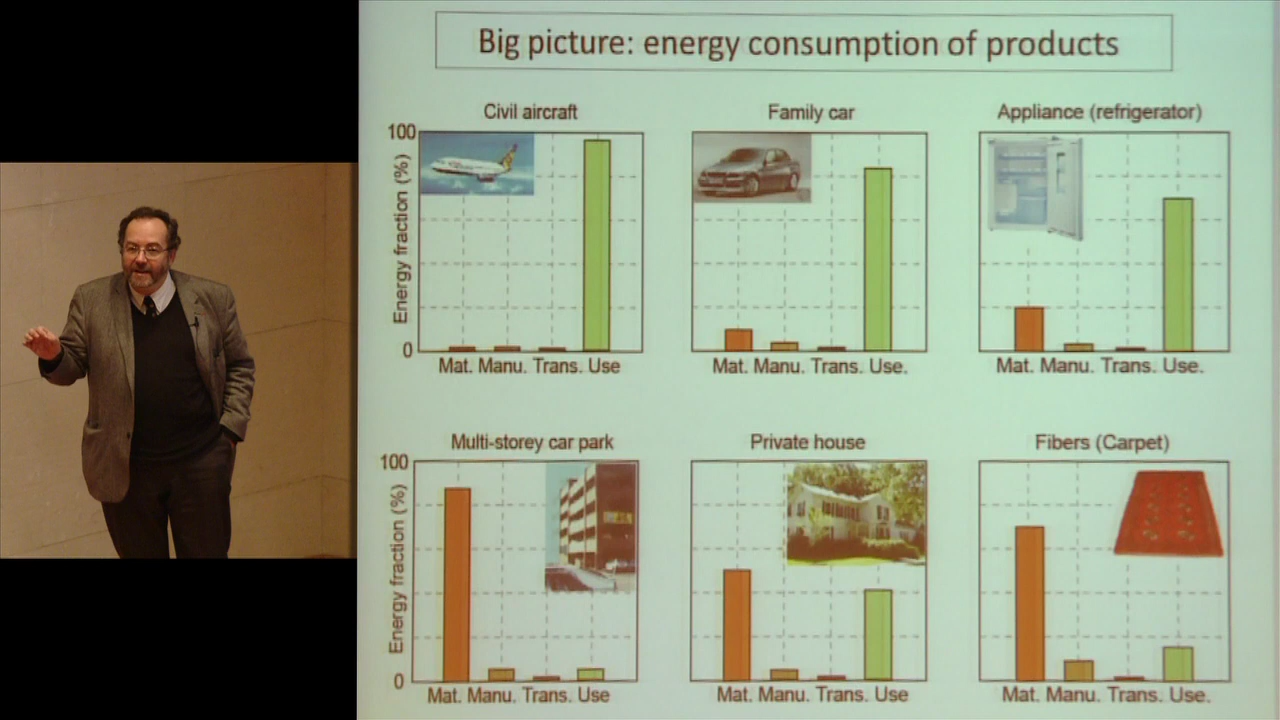 Big picture: energy consumption of products
Civil aircraft
Family car
Appliance (refrigerator)
100
Energy fraction (%)
0
Mat. Manu. Trans. Use
Mat. Manu. Trans. Use.
Mat. Manu. Trans. Use.
Multi-storey car park
Private house
Fibers (Carpet)
100
Energy fraction (%)
0
Mat. Manu. Trans. Use
Mat. Manu. Trans. Use
Mat. Manu. Trans. Use.